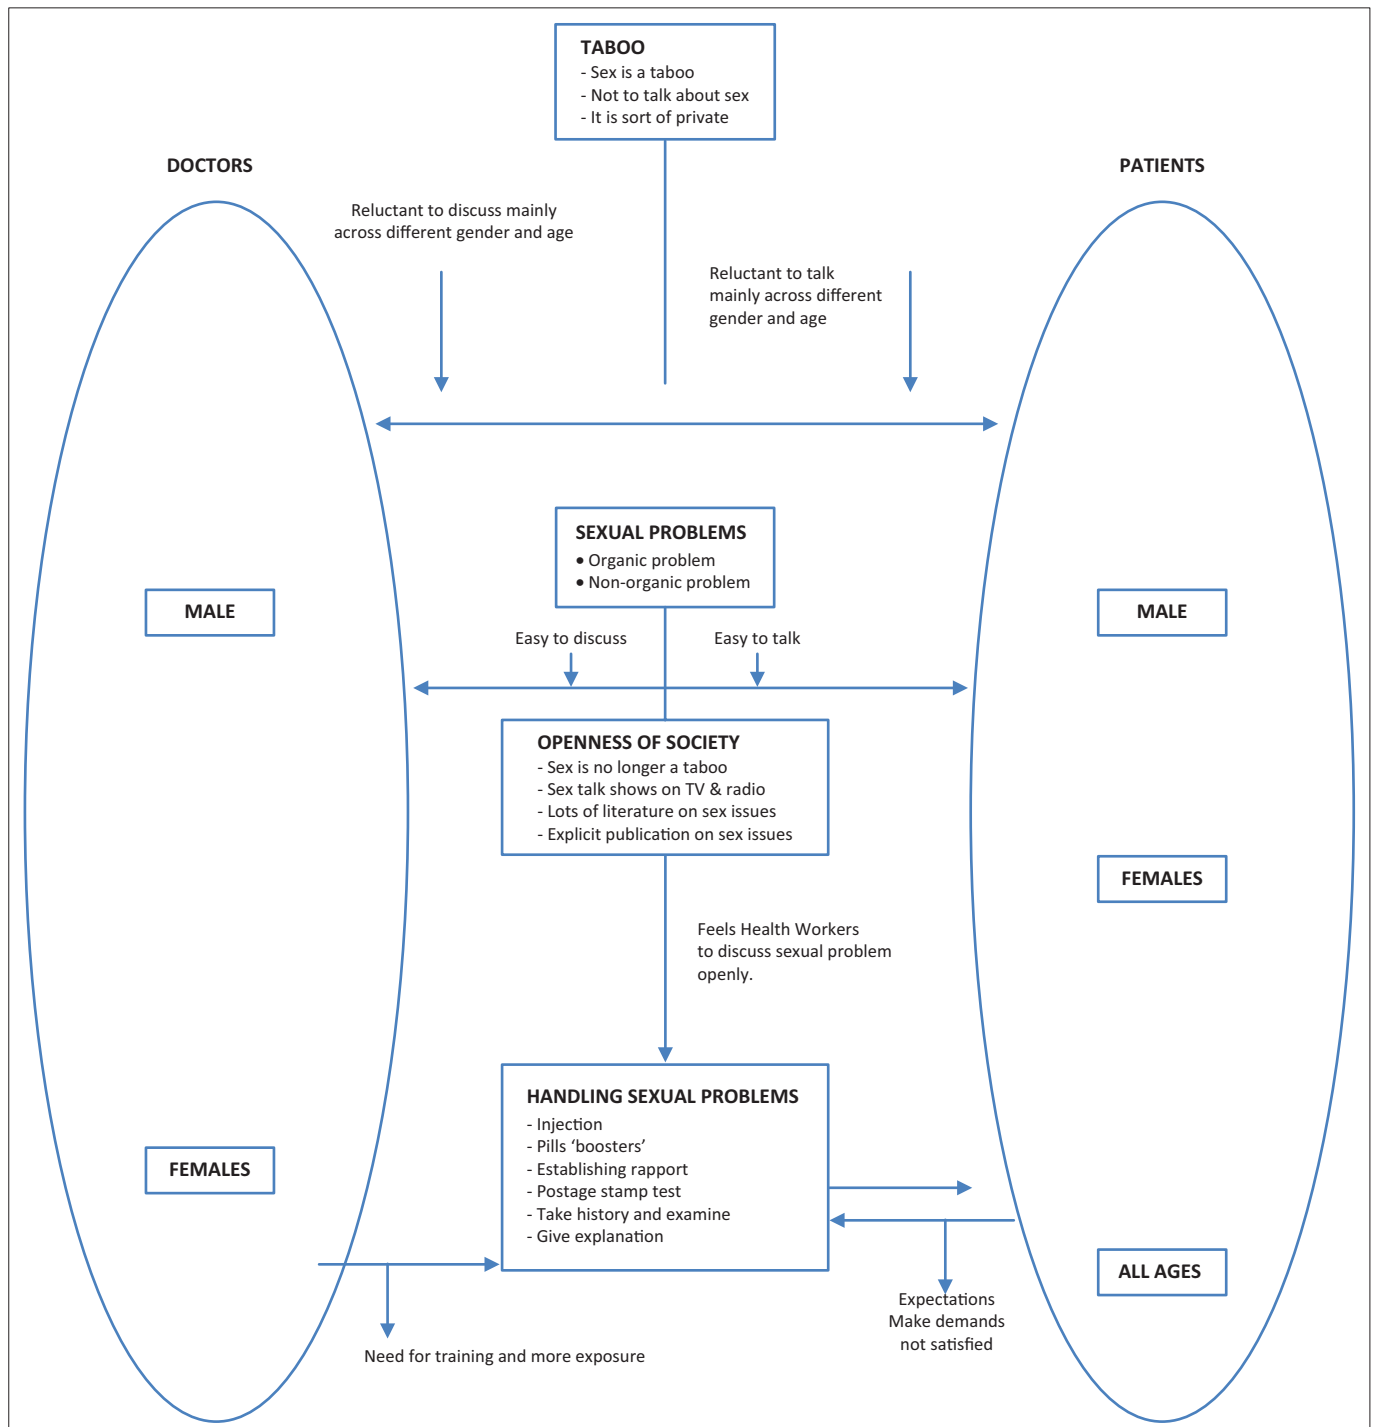 TABOO
- Sex is a taboo
- Not to talk about sex
- It is sort of private
DOCTORS
PATIENTS
Reluctant to discuss mainly
across different gender and age
Reluctant to talk
mainly across different
gender and age
SEXUAL PROBLEMS
• Organic problem
• Non-organic problem
MALE
MALE
Easy to discuss
Easy to talk
OPENNESS OF SOCIETY
- Sex is no longer a taboo
- Sex talk shows on TV & radio
- Lots of literature on sex issues
- Explicit publication on sex issues
FEMALES
Feels Health Workers
to discuss sexual problem
openly.
HANDLING SEXUAL PROBLEMS
- Injection
- Pills ‘boosters’
- Establishing rapport
- Postage stamp test
- Take history and examine
- Give explanation
FEMALES
ALL AGES
Expectations
Make demands
not satisfied
Need for training and more exposure